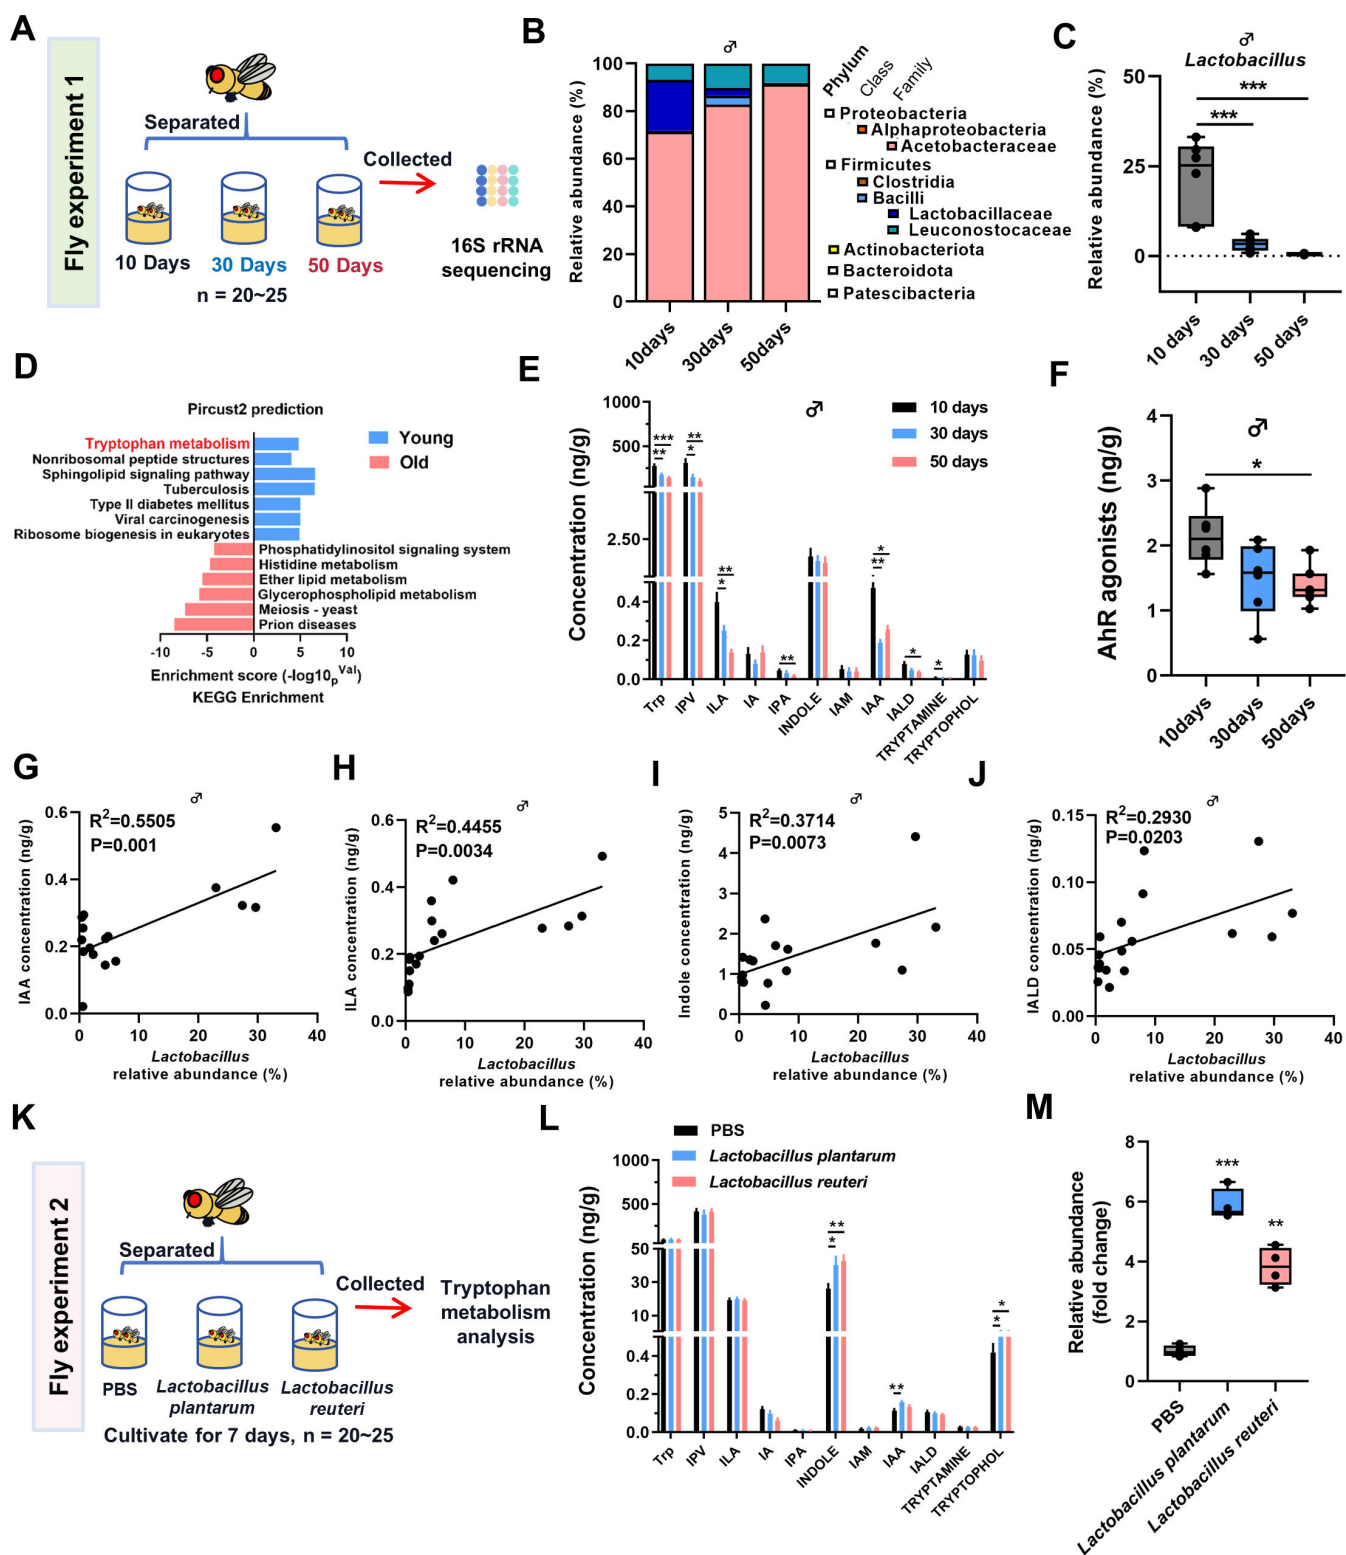 A
Fly experiment 1
Separated
Collected
10 Days
30 Days
50 Days
n = 20~25
16S rRNA
sequencing
B
♂
Relative abundance (%)
100
80
60
40
20
0
10days
30days
50days
Phylum
Class
Family
Proteobacteria
Alphaproteobacteria
Acetobacteraceae
Firmicutes
Clostridia
Bacilli
Lactobacillaceae
Leuconostocaceae
Actinobacteriota
Bacteroidota
Patescibacteria
C
♂
Lactobacillus
Relative abundance (%)
50
25
0
***
***
10 days
30 days
50 days
D
Pircust2 prediction
Tryptophan metabolism
Nonribosomal peptide structures
Sphingolipid signaling pathway
Tuberculosis
Type II diabetes mellitus
Viral carcinogenesis
Ribosome biogenesis in eukaryotes
Phosphatidylinositol signaling system
Histidine metabolism
Ether lipid metabolism
Glycerophospholipid metabolism
Meiosis - yeast
Prion diseases
Young
Old
-10 -5 0 5 10
Enrichment score (-log10pVal)
KEGG Enrichment
E
♂
10 days
30 days
50 days
Concentration (ng/g)
1000
500
2.50
0.4
0.2
0.0
***
**
**
*
**
*
**
*
**
*
*
Trp
IPV
ILA
IA
IPA
INDOLE
IAM
IAA
IALD
TRYPTAMINE
TRYPTOPHOL
F
♂
AhR agonists (ng/g)
4
3
2
1
0
*
10days
30days
50days
G
♂
R2=0.5505
P=0.001
IAA concentration (ng/g)
0.6
0.4
0.2
0.0
0 10 20 30 40
Lactobacillus
relative abundance (%)
H
♂
R2=0.4455
P=0.0034
ILA concentration (ng/g)
0.6
0.4
0.2
0.0
0 10 20 30 40
Lactobacillus
relative abundance (%)
I
♂
R2=0.3714
P=0.0073
Indole concentration (ng/g)
5
4
3
2
1
0
0 10 20 30 40
Lactobacillus
relative abundance (%)
J
♂
R2=0.2930
P=0.0203
IALD concentration (ng/g)
0.15
0.10
0.05
0.00
0 10 20 30 40
Lactobacillus
relative abundance (%)
K
Fly experiment 2
Separated
Collected
Tryptophan
metabolism
analysis
PBS
Lactobacillus
plantarum
Lactobacillus
reuteri
Cultivate for 7 days, n = 20~25
L
PBS
Lactobacillus plantarum
Lactobacillus reuteri
Concentration (ng/g)
1000
500
50
30
10
0.4
0.2
0.0
**
*
**
*
*
Trp
IPV
ILA
IA
IPA
INDOLE
IAM
IAA
IALD
TRYPTAMINE
TRYPTOPHOL
M
Relative abundance
(fold change)
8
6
4
2
0
***
**
PBS
Lactobacillus plantarum
Lactobacillus reuteri